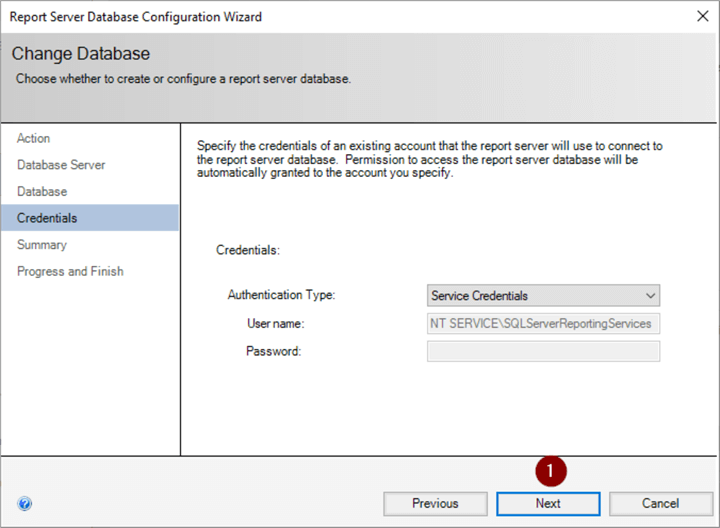 Report Server Database Configuration Wizard
Change Database
Choose whether to create or configure a report server database.
Action
Database Server
Database
Credentials
Summary
Progress and Finish
Specify the credentials of an existing account that the report server will use to connect to
the report server database.  Permission to access the report server database will be
automatically granted to the account you specify.
Credentials:
Authentication Type:
Service Credentials
User name:
NT SERVICE\SQLServerReportingServices
Password:
1
Previous
Next
Cancel
?